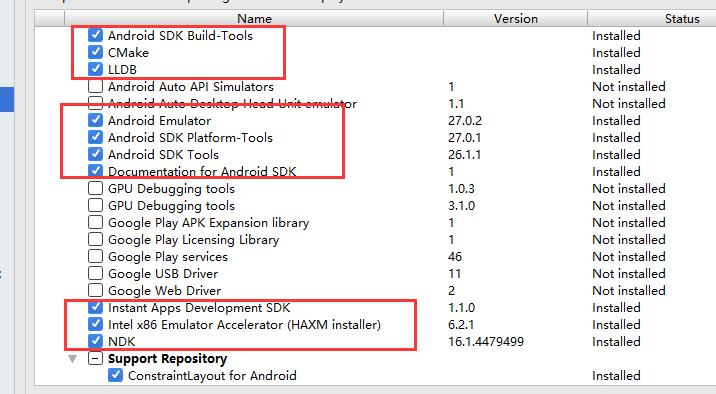 Name Version Status
Android SDK Build-Tools Installed
CMake Installed
LLDB Installed
Android Auto API Simulators 1 Not installed
Android Auto Desktop Head Unit emulator 1.1 Not installed
Android Emulator 27.0.2 Installed
Android SDK Platform-Tools 27.0.1 Installed
Android SDK Tools 26.1.1 Installed
Documentation for Android SDK 1 Installed
GPU Debugging tools 1.0.3 Not installed
GPU Debugging tools 3.1.0 Not installed
Google Play APK Expansion library 1 Not installed
Google Play Licensing Library 1 Not installed
Google Play services 46 Not installed
Google USB Driver 11 Not installed
Google Web Driver 2 Not installed
Instant Apps Development SDK 1.1.0 Installed
Intel x86 Emulator Accelerator (HAXM installer) 6.2.1 Installed
NDK 16.1.4479499 Installed
Support Repository
ConstraintLayout for Android Installed